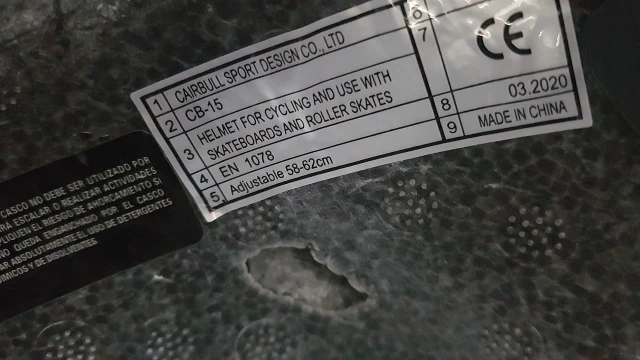 1 CAIRBULL SPORT DESIGN CO., LTD
2 CB-15
3 HELMET FOR CYCLING AND USE WITH
SKATEBOARDS AND ROLLER SKATES
4 EN 1078
5 Adjustable 58-62cm
6
7 CE
8 03.2020
9 MADE IN CHINA
CASCO NO DEBE SER UTILIZADO POR
PARA ESCALAR O REALIZAR ACTIVIDADES
EL RIESGO DE AHORCAMIENTO SI
QUEDA ENGANCHADO POR EL CASCO
ABSOLUTAMENTE EL USO DE DETERGENTES
Y DE DISOLVENTES